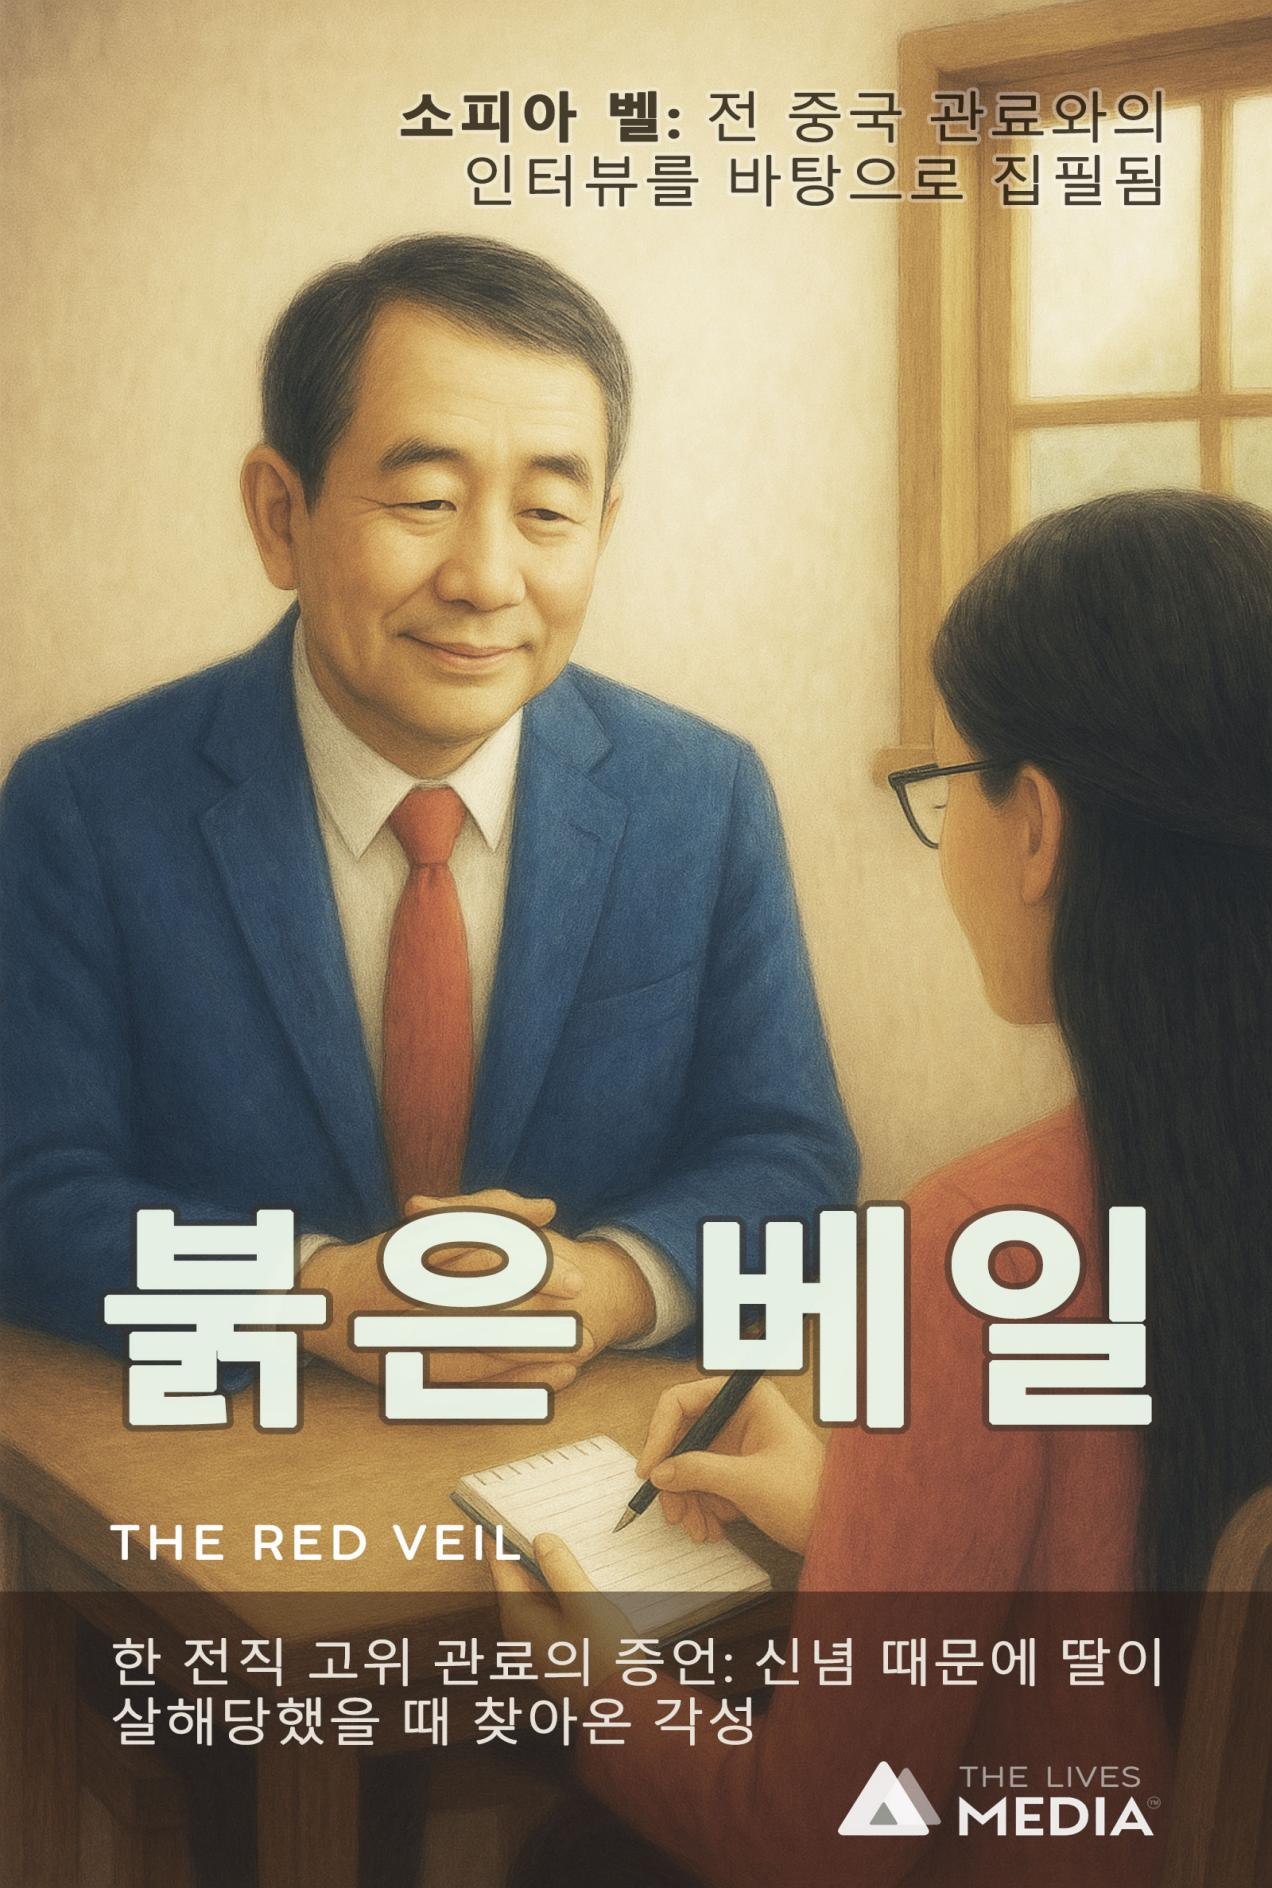 소피아 벨: 전 중국 관료와의
인터뷰를 바탕으로 집필됨
붉은 베일
THE RED VEIL
한 전직 고위 관료의 증언: 신념 때문에 딸이
살해당했을 때 찾아온 각성
THE LIVES
MEDIA™